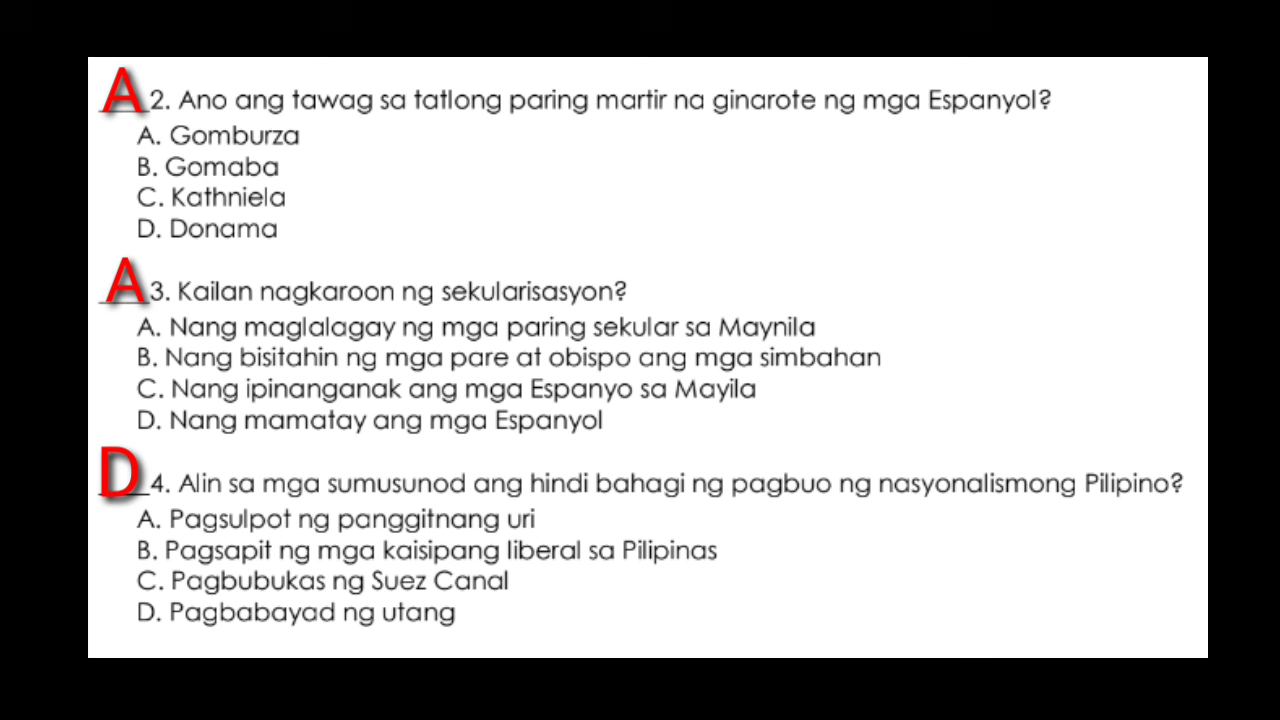 A 2. Ano ang tawag sa tatlong paring martir na ginarote ng mga Espanyol?
A. Gomburza
B. Gomaba
C. Kathniela
D. Donama
A 3. Kailan nagkaroon ng sekularisasyon?
A. Nang maglalagay ng mga paring sekular sa Maynila
B. Nang bisitahin ng mga pare at obispo ang mga simbahan
C. Nang ipinanganak ang mga Espanyo sa Mayila
D. Nang mamatay ang mga Espanyol
D 4. Alin sa mga sumusunod ang hindi bahagi ng pagbuo ng nasyonalismong Pilipino?
A. Pagsulpot ng panggitnang uri
B. Pagsapit ng mga kaisipang liberal sa Pilipinas
C. Pagbubukas ng Suez Canal
D. Pagbabayad ng utang